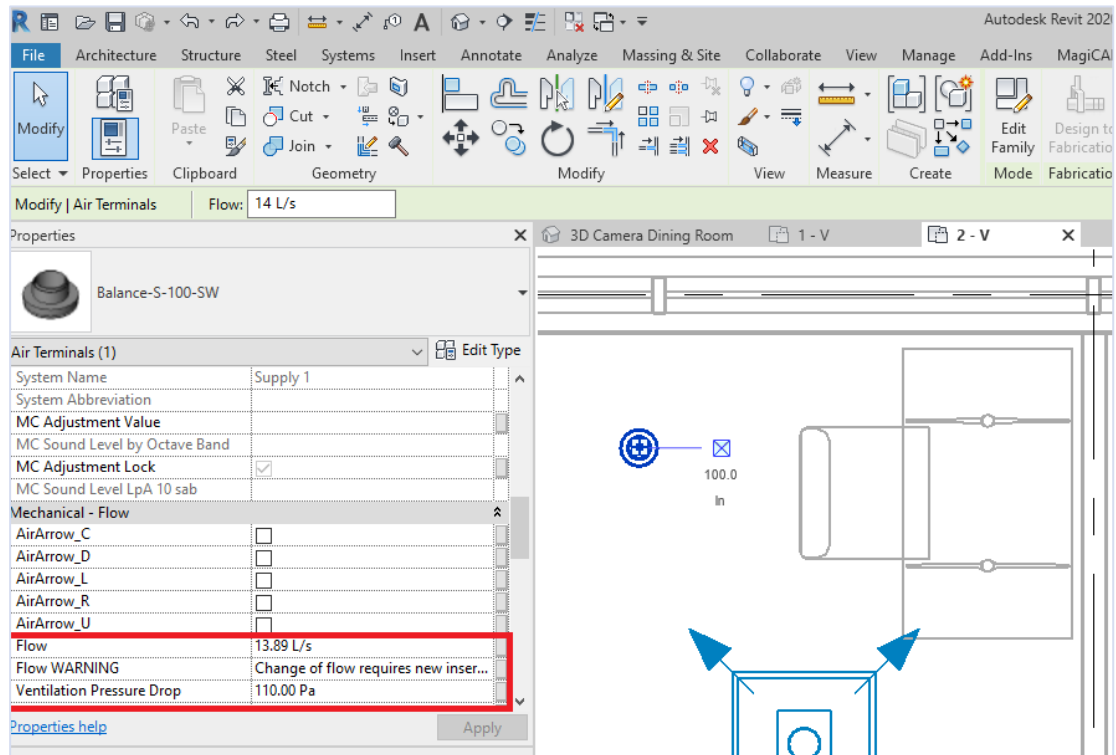 Autodesk Revit 202
File Architecture Structure Steel Systems Insert Annotate Analyze Massing & Site Collaborate View Manage Add-Ins MagiCA
Modify
Paste
Notch
Cut
Join
Edit Family
Design to Fabricatio
Select Properties Clipboard Geometry Modify View Measure Create Mode Fabricatio
Modify | Air Terminals Flow: 14 L/s
Properties
3D Camera Dining Room 1 - V 2 - V
Balance-S-100-SW
Air Terminals (1) Edit Type
System Name Supply 1
System Abbreviation
MC Adjustment Value
MC Sound Level by Octave Band
MC Adjustment Lock
MC Sound Level LpA 10 sab
Mechanical - Flow
AirArrow_C
AirArrow_D
AirArrow_L
AirArrow_R
AirArrow_U
Flow 13.89 L/s
Flow WARNING Change of flow requires new inser...
Ventilation Pressure Drop 110.00 Pa
Properties help Apply
100.0
In